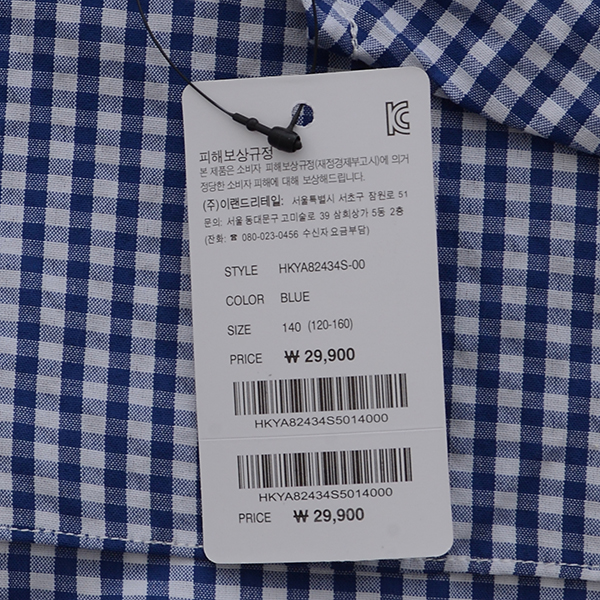 피해보상규정
본 제품은 소비자 피해보상규정(재정경제부고시)에 의거
정당한 소비자 피해에 대해 보상해드립니다.
(주)이랜드리테일: 서울특별시 서초구 잠원로 51
문의: 서울 동대문구 고미술로 39 삼희상가 5동 2층
(전화: ☎ 080-023-0456 수신자 요금부담)
STYLE HKYA82434S-00
COLOR BLUE
SIZE 140 (120-160)
PRICE ₩ 29,900
HKYA82434S5014000
HKYA82434S5014000
PRICE ₩ 29,900